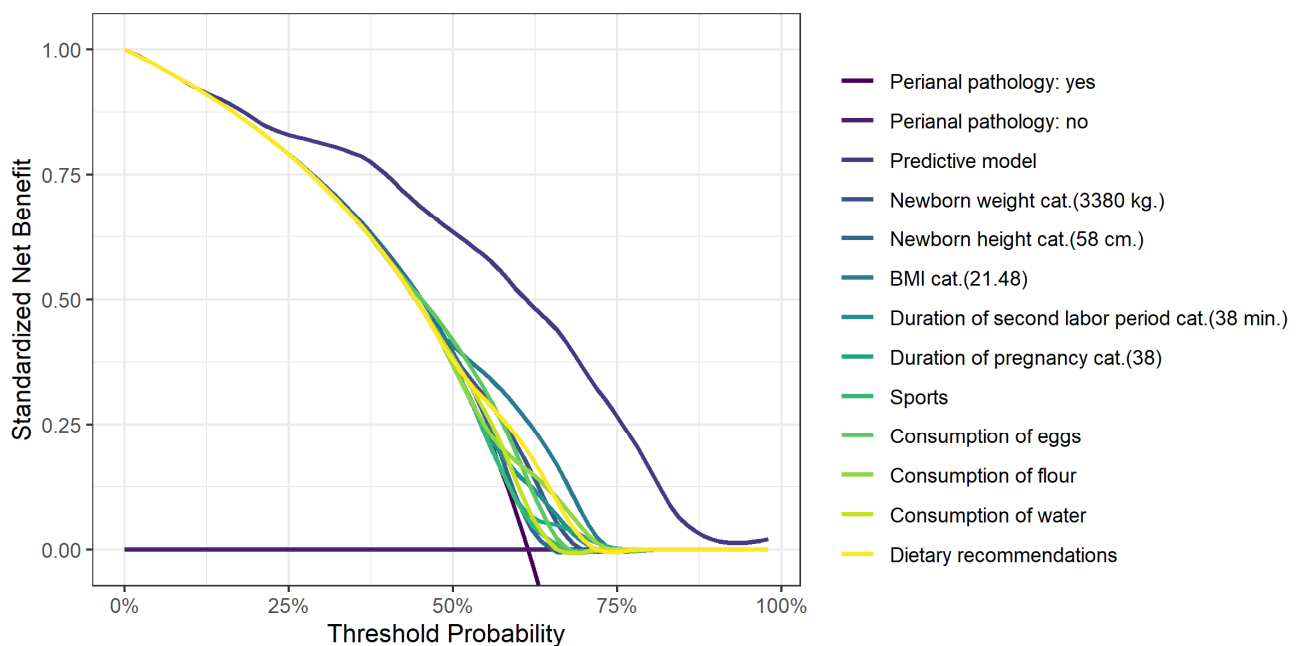 Standardized Net Benefit
1.00
0.75
0.50
0.25
0.00
0%
25%
50%
75%
100%
Threshold Probability
Perianal pathology: yes
Perianal pathology: no
Predictive model
Newborn weight cat.(3380 kg.)
Newborn height cat.(58 cm.)
BMI cat.(21.48)
Duration of second labor period cat.(38 min.)
Duration of pregnancy cat.(38)
Sports
Consumption of eggs
Consumption of flour
Consumption of water
Dietary recommendations